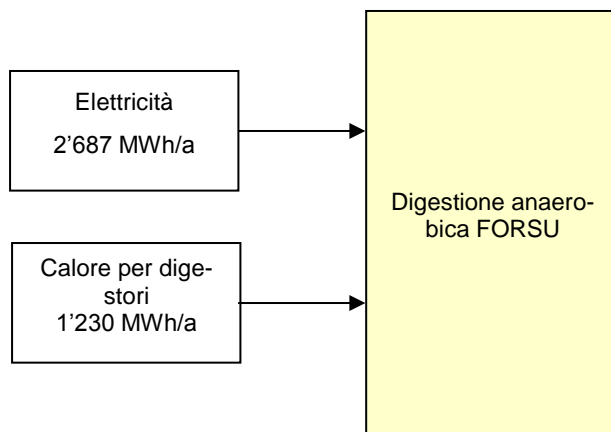 Elettricità
2’687 MWh/a
Calore per dige-
stori
1’230 MWh/a
Digestione anaero-
bica FORSU